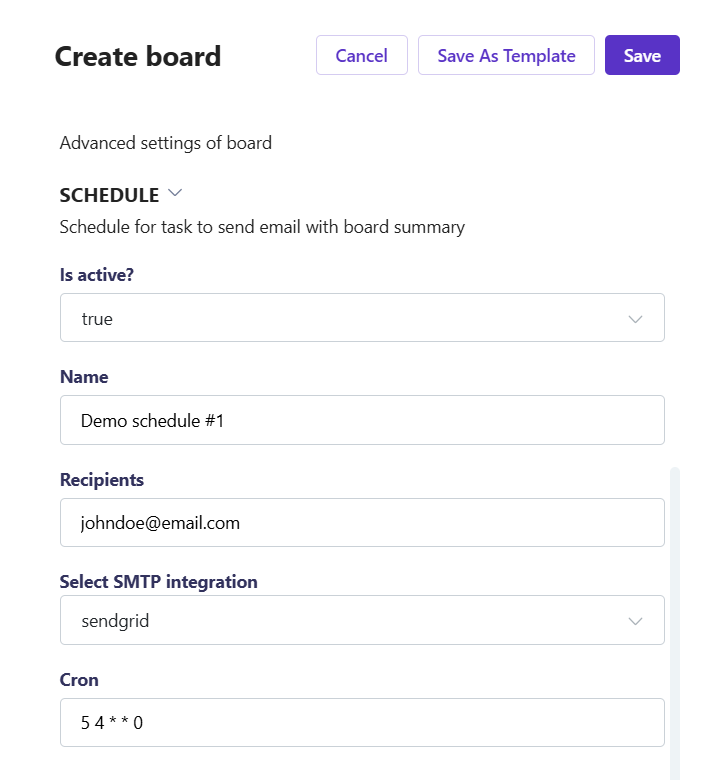 Create board
Cancel
Save As Template
Save
Advanced settings of board
SCHEDULE
Schedule for task to send email with board summary
Is active?
true
Name
Demo schedule #1
Recipients
johndoe@email.com
Select SMTP integration
sendgrid
Cron
5 4 * * 0